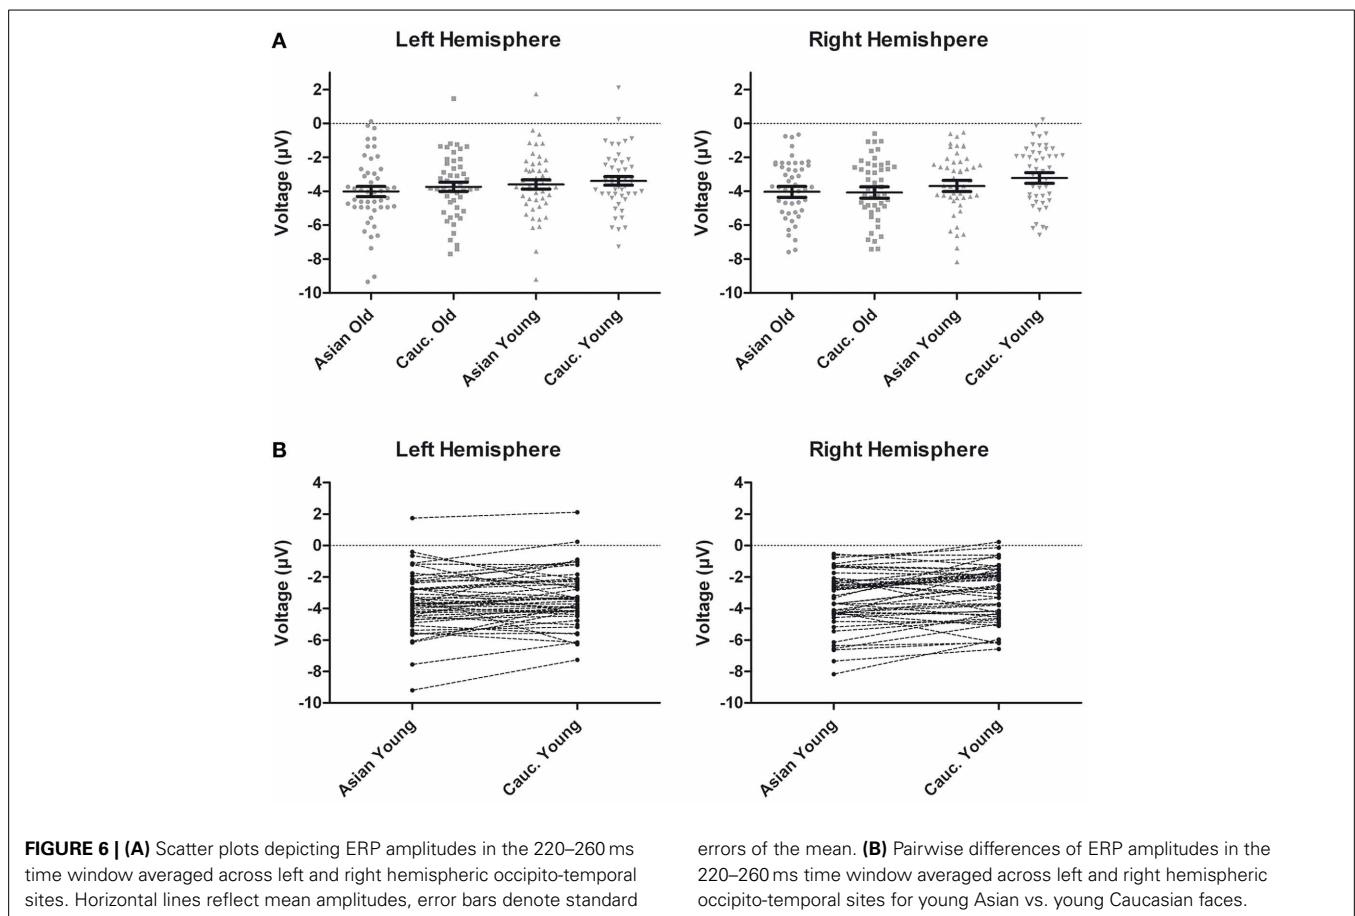 A
Left Hemisphere
Right Hemishpere
Voltage (μV)
2
0
-2
-4
-6
-8
-10
Asian Old
Cauc. Old
Asian Young
Cauc. Young
Voltage (μV)
2
0
-2
-4
-6
-8
-10
Asian Old
Cauc. Old
Asian Young
Cauc. Young
B
Left Hemisphere
Right Hemisphere
Voltage (μV)
4
2
0
-2
-4
-6
-8
-10
Asian Young
Cauc. Young
Voltage (μV)
4
2
0
-2
-4
-6
-8
-10
Asian Young
Cauc. Young
FIGURE 6 | (A) Scatter plots depicting ERP amplitudes in the 220–260 ms
time window averaged across left and right hemispheric occipito-temporal
sites. Horizontal lines reflect mean amplitudes, error bars denote standard
errors of the mean. (B) Pairwise differences of ERP amplitudes in the
220–260 ms time window averaged across left and right hemispheric
occipito-temporal sites for young Asian vs. young Caucasian faces.